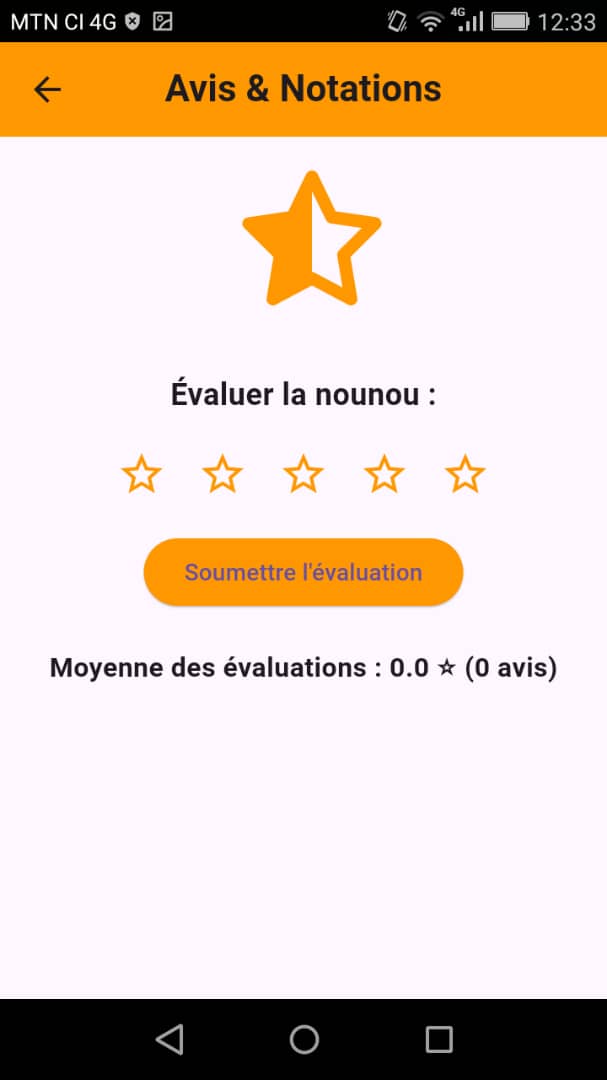 MTN CI 4G 4G 12:33
Avis & Notations
Évaluer la nounou :
Soumettre l'évaluation
Moyenne des évaluations : 0.0 ☆ (0 avis)